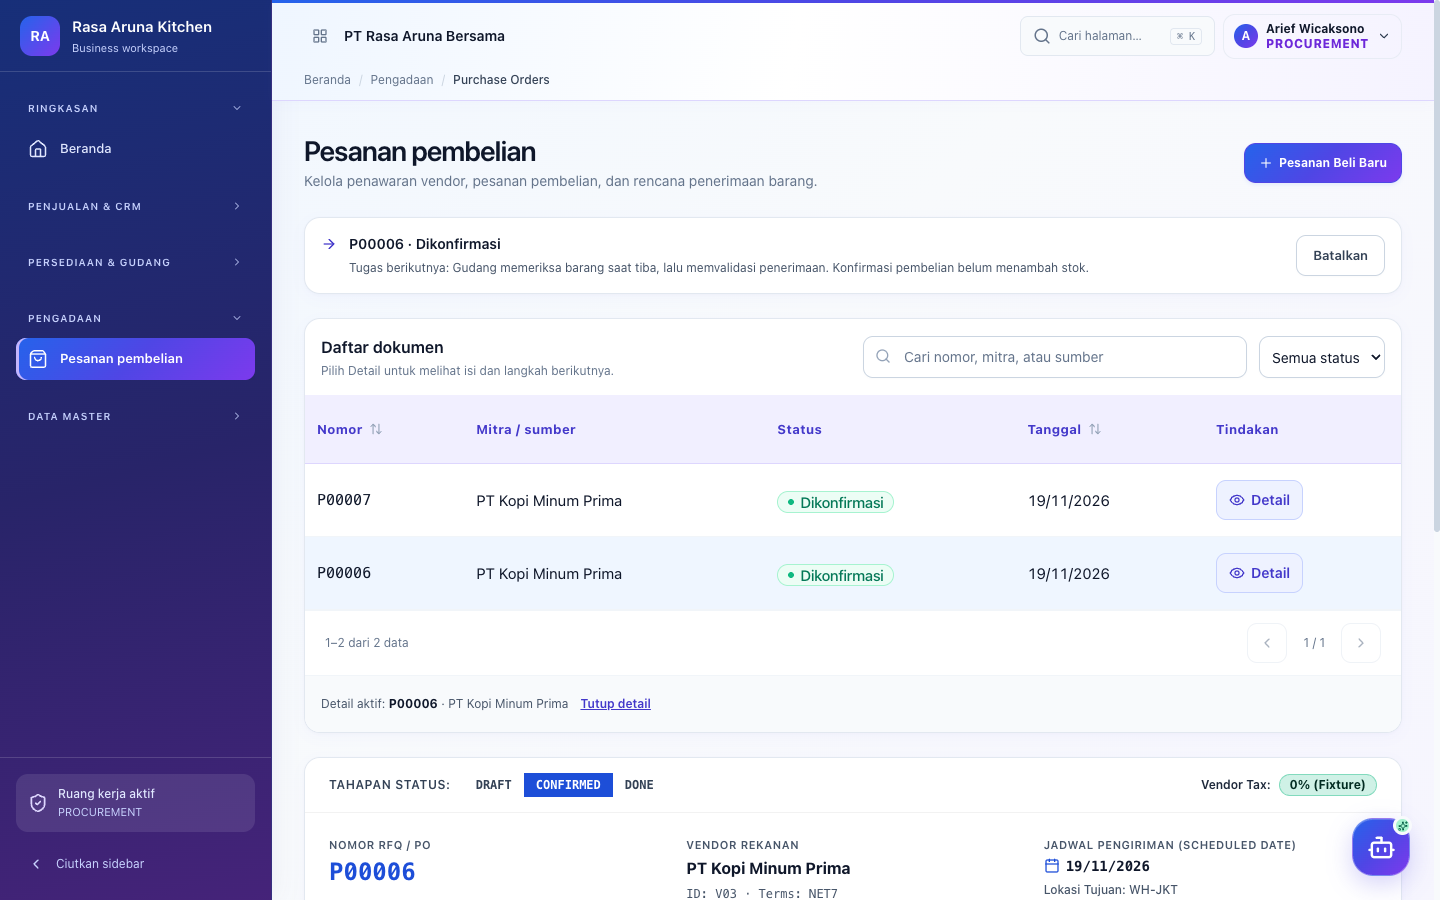 RA
Rasa Aruna Kitchen
Business workspace
RINGKASAN
Beranda
PENJUALAN & CRM
PERSEDIAAN & GUDANG
PENGADAAN
Pesanan pembelian
DATA MASTER
Ruang kerja aktif
PROCUREMENT
Ciutkan sidebar
PT Rasa Aruna Bersama
Cari halaman... ⌘ K
A
Arief Wicaksono
PROCUREMENT
Beranda / Pengadaan / Purchase Orders
Pesanan pembelian
Kelola penawaran vendor, pesanan pembelian, dan rencana penerimaan barang.
Pesanan Beli Baru
P00006 · Dikonfirmasi
Tugas berikutnya: Gudang memeriksa barang saat tiba, lalu memvalidasi penerimaan. Konfirmasi pembelian belum menambah stok.
Batalkan
Daftar dokumen
Pilih Detail untuk melihat isi dan langkah berikutnya.
Cari nomor, mitra, atau sumber
Semua status
Nomor Mitra / sumber Status Tanggal Tindakan
P00007 PT Kopi Minum Prima Dikonfirmasi 19/11/2026 Detail
P00006 PT Kopi Minum Prima Dikonfirmasi 19/11/2026 Detail
1–2 dari 2 data
1 / 1
Detail aktif: P00006 · PT Kopi Minum Prima Tutup detail
TAHAPAN STATUS: DRAFT CONFIRMED DONE
Vendor Tax: 0% (Fixture)
NOMOR RFQ / PO
P00006
VENDOR REKANAN
PT Kopi Minum Prima
ID: V03 · Terms: NET7
JADWAL PENGIRIMAN (SCHEDULED DATE)
19/11/2026
Lokasi Tujuan: WH-JKT